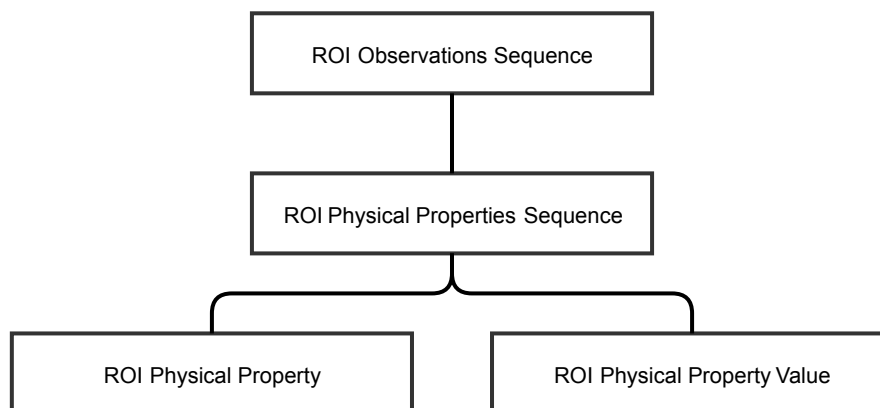 ROI Observations Sequence
ROI Physical Properties Sequence
ROI Physical Property
ROI Physical Property Value